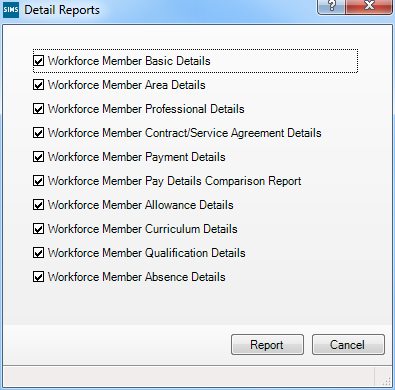 SIMS Detail Reports ? X
Workforce Member Basic Details
Workforce Member Area Details
Workforce Member Professional Details
Workforce Member Contract/Service Agreement Details
Workforce Member Payment Details
Workforce Member Pay Details Comparison Report
Workforce Member Allowance Details
Workforce Member Curriculum Details
Workforce Member Qualification Details
Workforce Member Absence Details
Report Cancel